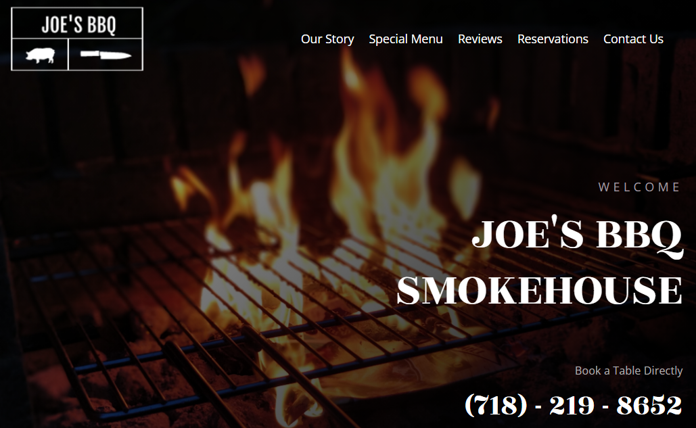 JOE'S BBQ
Our Story Special Menu Reviews Reservations Contact Us
WELCOME
JOE'S BBQ
SMOKEHOUSE
Book a Table Directly
(718) - 219 - 8652